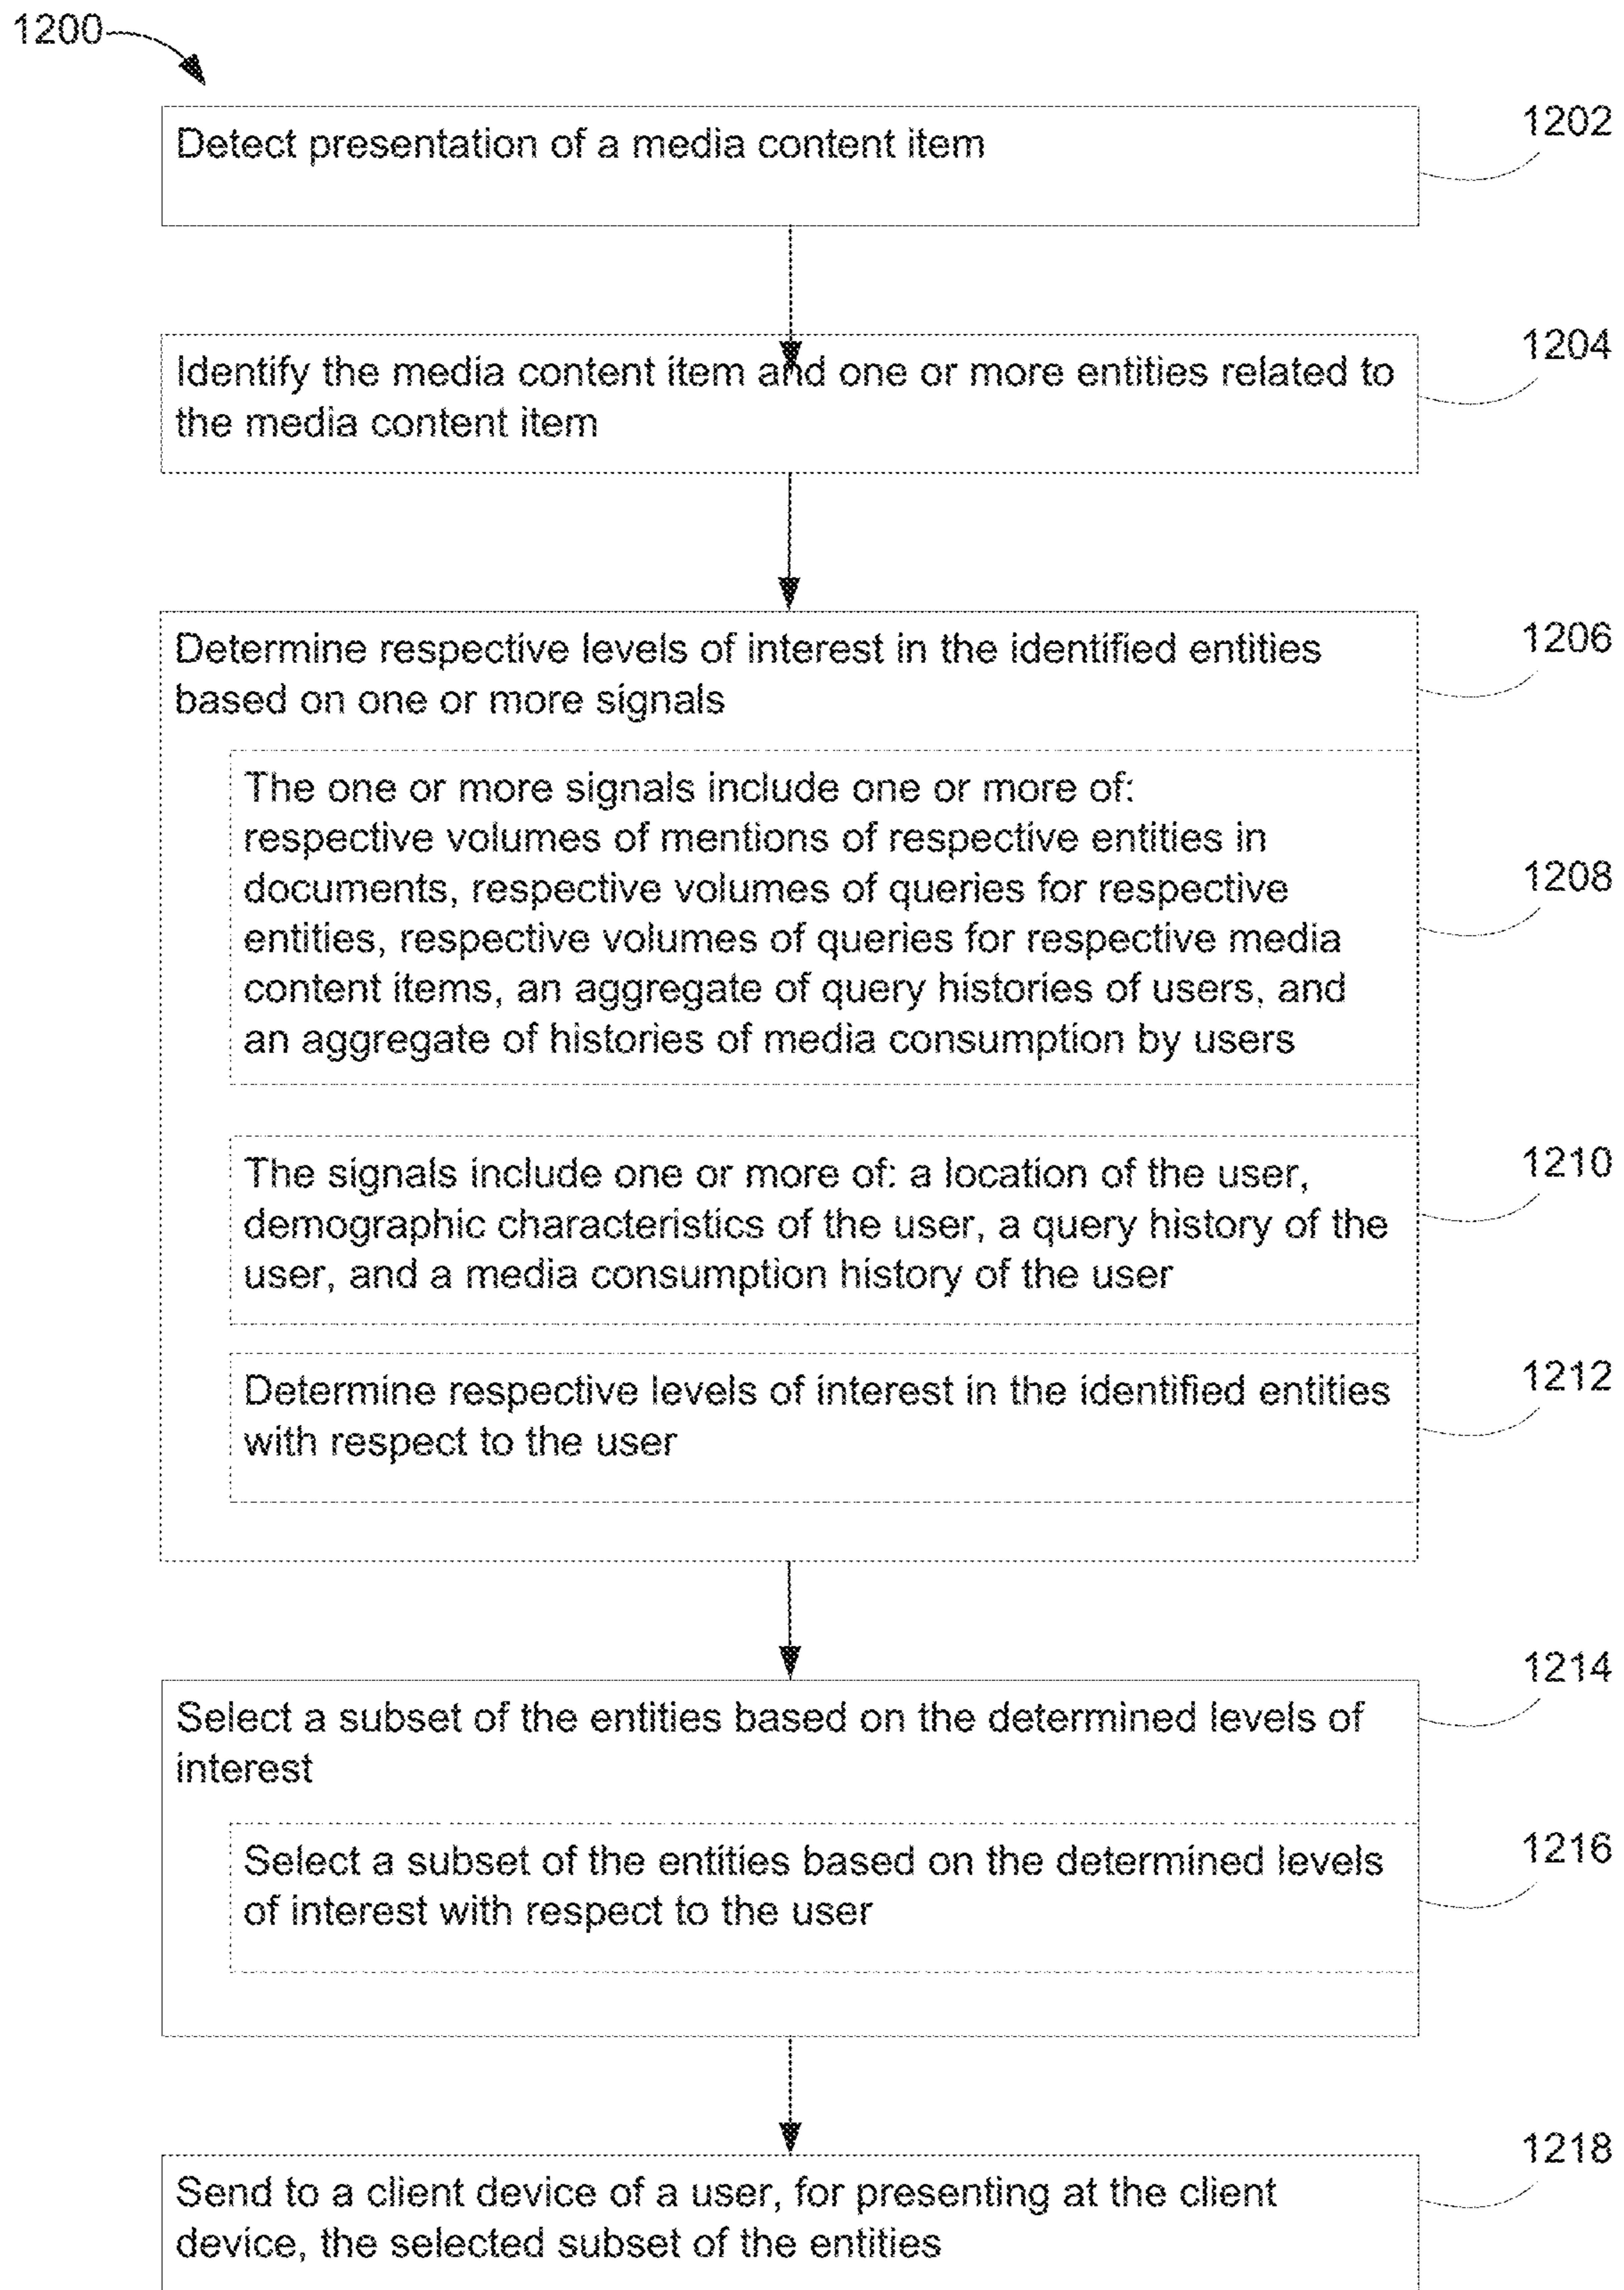 1200
Detect presentation of a media content item
1202
Identify the media content item and one or more entities related to
the media content item
1204
Determine respective levels of interest in the identified entities
based on one or more signals
1206
The one or more signals include one or more of:
respective volumes of mentions of respective entities in
documents, respective volumes of queries for respective
entities, respective volumes of queries for respective media
content items, an aggregate of query histories of users, and
an aggregate of histories of media consumption by users
1208
The signals include one or more of: a location of the user,
demographic characteristics of the user, a query history of the
user, and a media consumption history of the user
1210
Determine respective levels of interest in the identified entities
with respect to the user
1212
Select a subset of the entities based on the determined levels of
interest
1214
Select a subset of the entities based on the determined levels
of interest with respect to the user
1216
Send to a client device of a user, for presenting at the client
device, the selected subset of the entities
1218